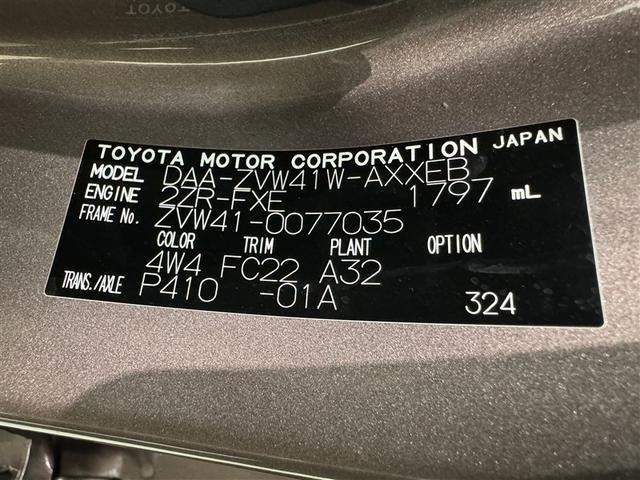 TOYOTA MOTOR CORPORATION JAPAN
MODEL DAA-ZVW41W-AXXEB
ENGINE 2ZR-FXE 1797 mL
FRAME No. ZVW41-0077035
COLOR TRIM PLANT OPTION
4W4 FC22 A32
TRANS./AXLE P410 -01A 324